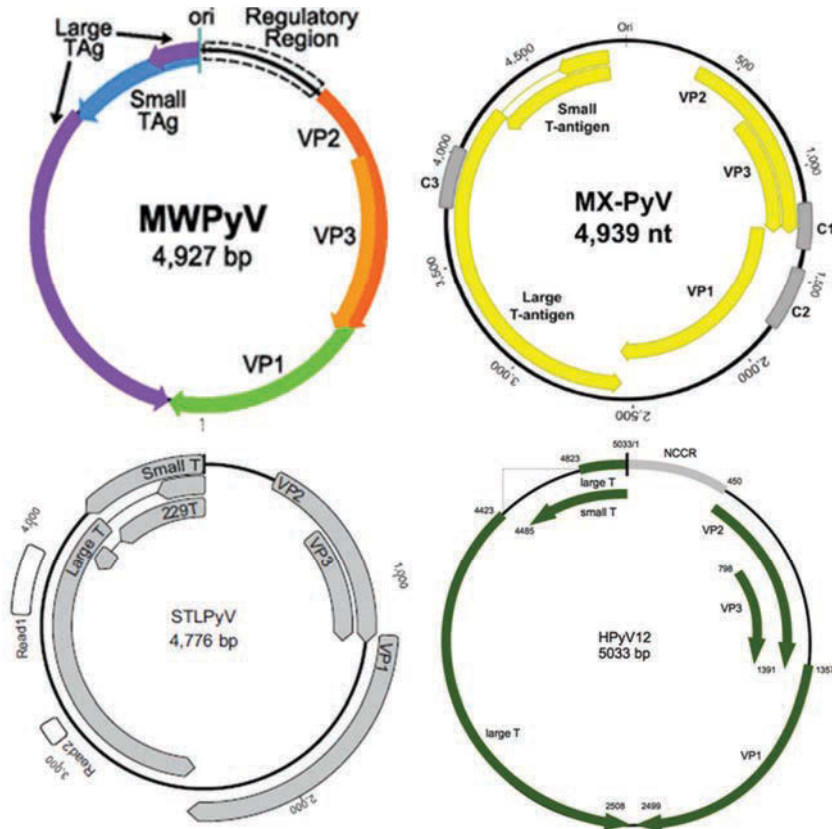 Large
TAg
ori
Regulatory
Region
Small
TAg
VP2
MWPyV
4,927 bp
VP3
VP1
Ori
4,500
500
VP2
Small
T-antigen
4,000
1,000
C3
VP3
MX-PyV
4,939 nt
C1
3,500
VP1
1,500
C2
Large
T-antigen
3,000
2,000
2,500
Small T
VP2
229T
4,000
Large T
VP3
1,000
Read1
STLPyV
4,776 bp
VP1
Read2
3,000
2,000
5033/1
NCCR
4823
large T
450
4423
small T
4485
VP2
798
VP3
HPyV12
5033 bp
1391
1357
large T
VP1
2508
2499